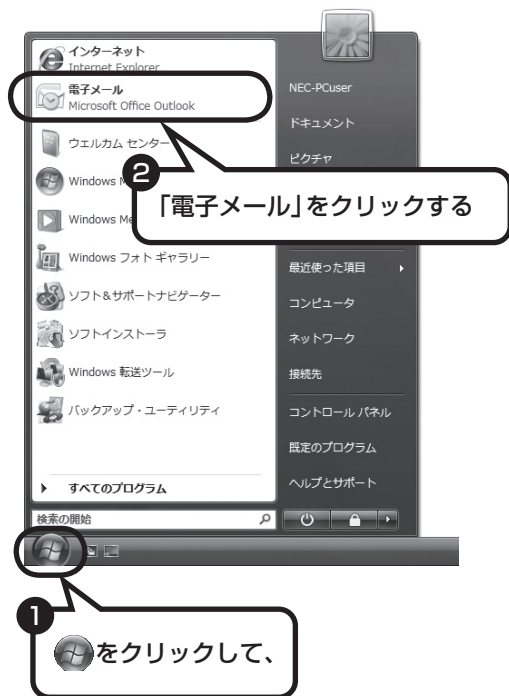 インターネット
Internet Explorer
電子メール
Microsoft Office Outlook
ウェルカム センター
Windows M
Windows Me
Windows フォト ギャラリー
ソフト&サポートナビゲーター
ソフトインストーラ
Windows 転送ツール
バックアップ・ユーティリティ
すべてのプログラム
検索の開始
NEC-PCuser
ドキュメント
ピクチャ
最近使った項目
コンピュータ
ネットワーク
接続先
コントロール パネル
既定のプログラム
ヘルプとサポート
2
「電子メール」をクリックする
1
をクリックして、